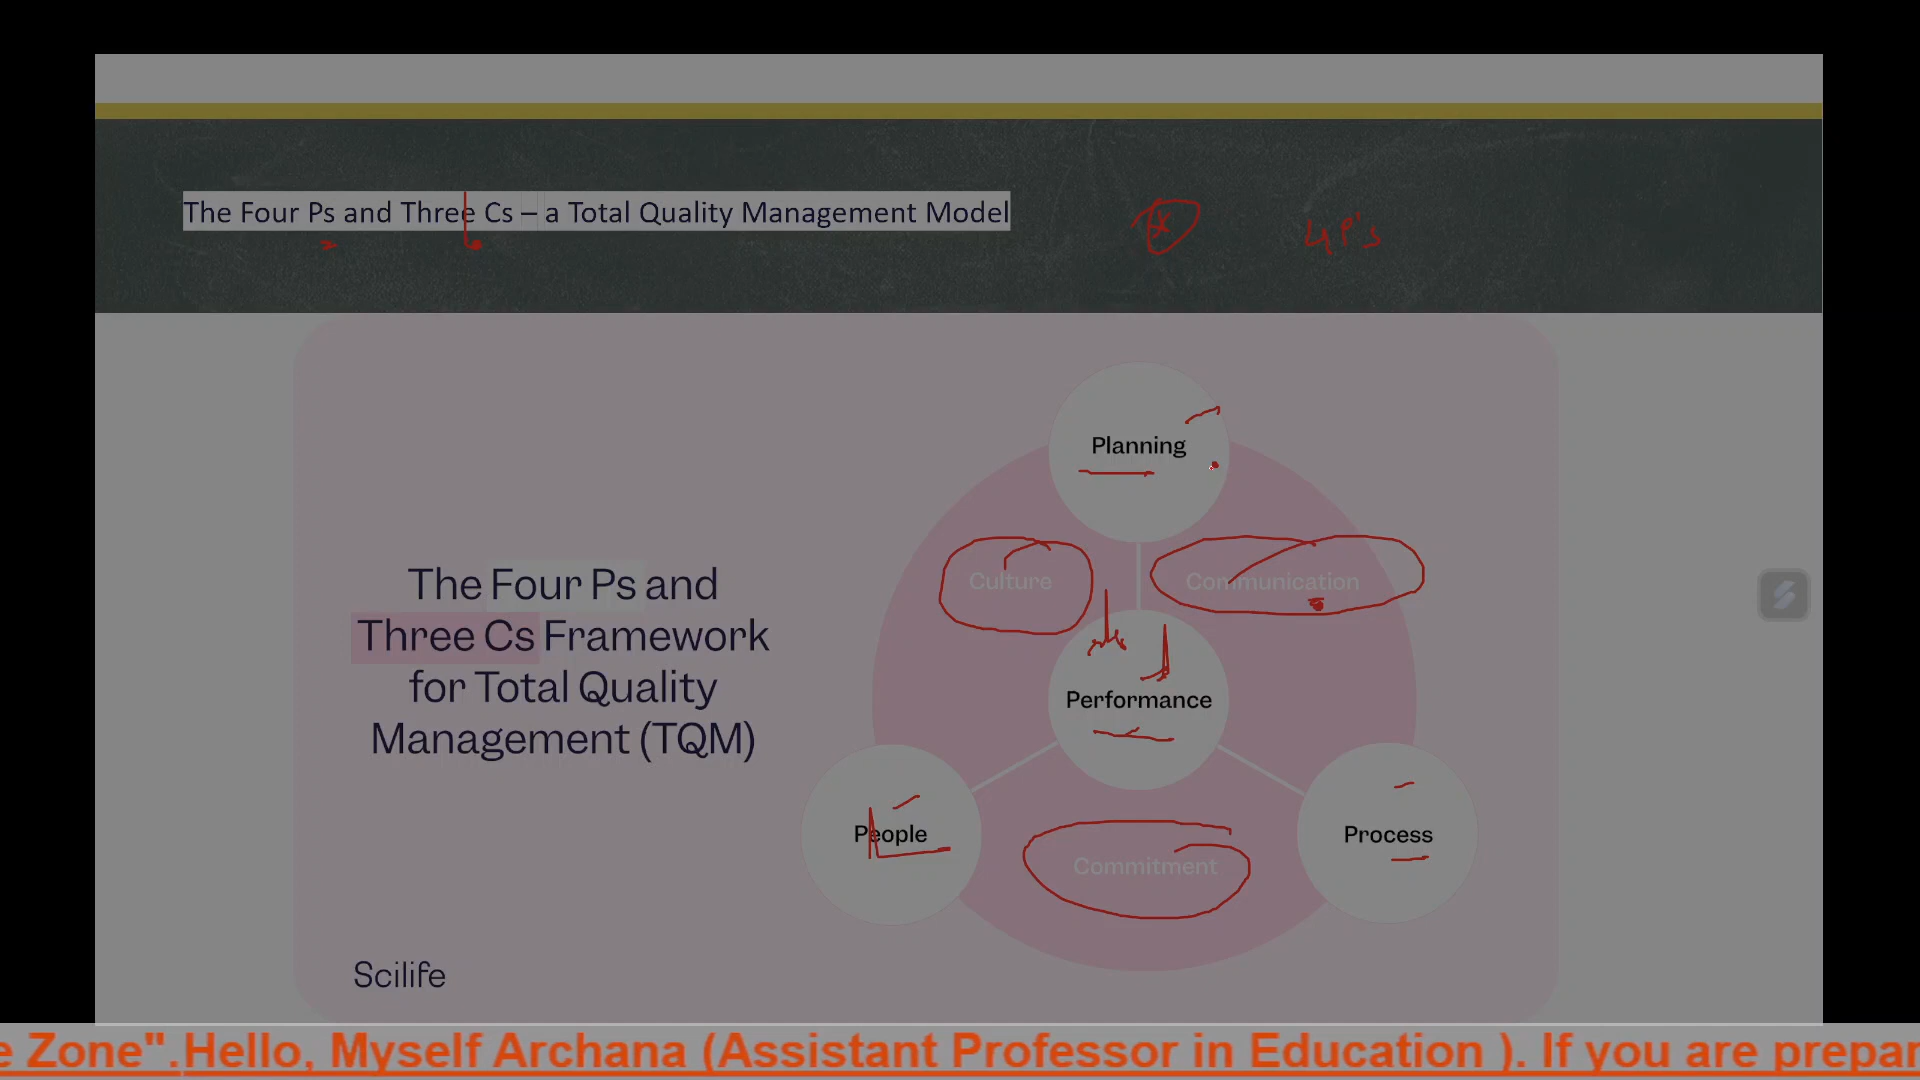 The Four Ps and Three Cs – a Total Quality Management Model
4 P's
Planning
Culture
Communication
The Four Ps and
Three Cs Framework
for Total Quality
Management (TQM)
Performance
People
Process
Commitment
Scilife
e Zone".Hello, Myself Archana (Assistant Professor in Education ). If you are prepar